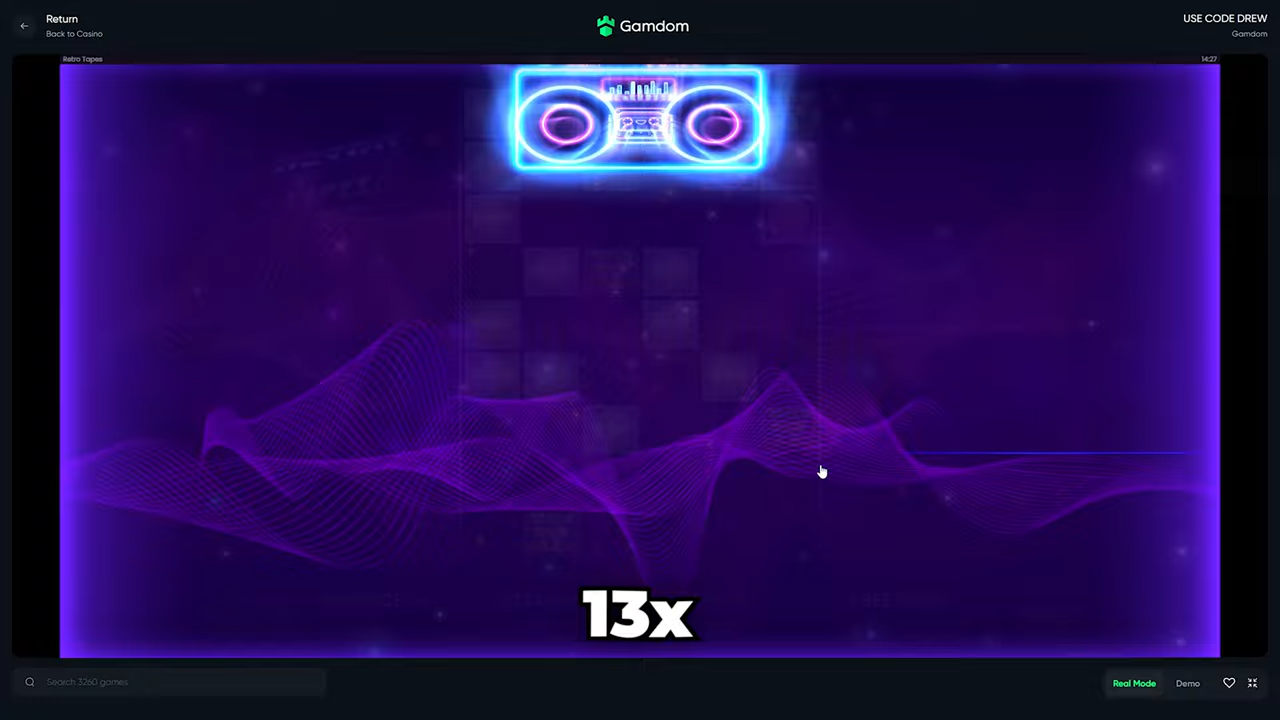 Return
Back to Casino
Gamdom
USE CODE DREW
Gamdom
Retro Tapes
14:27
13x
Search 3260 games
Real Mode
Demo